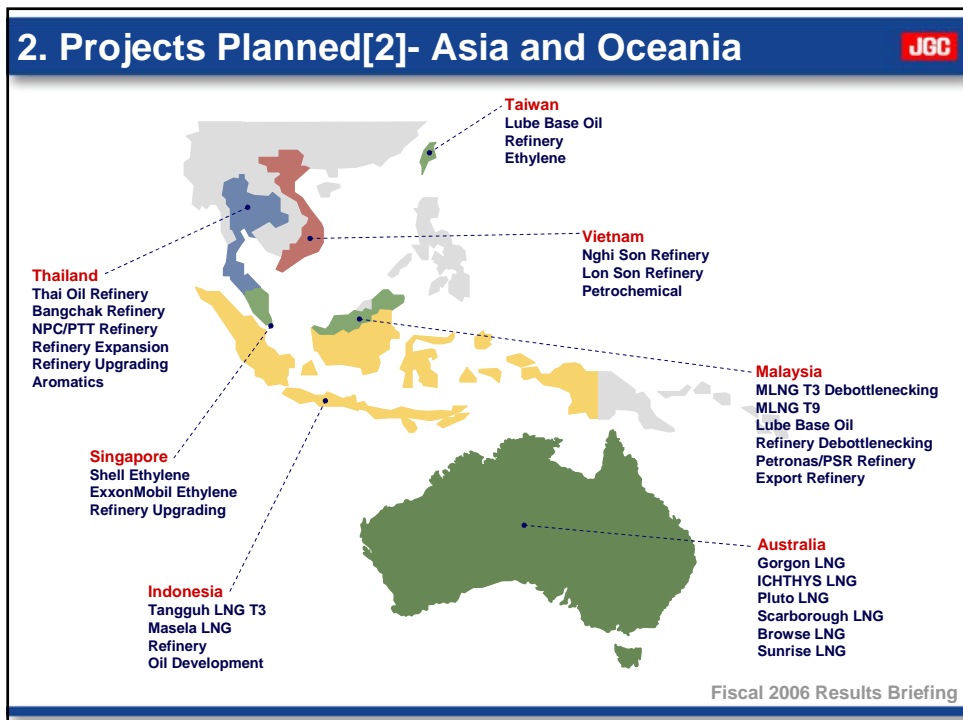 2. Projects Planned[2]- Asia and Oceania
JGC
Taiwan
Lube Base Oil
Refinery
Ethylene
Vietnam
Nghi Son Refinery
Lon Son Refinery
Petrochemical
Thailand
Thai Oil Refinery
Bangchak Refinery
NPC/PTT Refinery
Refinery Expansion
Refinery Upgrading
Aromatics
Malaysia
MLNG T3 Debottlenecking
MLNG T9
Lube Base Oil
Refinery Debottlenecking
Petronas/PSR Refinery
Export Refinery
Singapore
Shell Ethylene
ExxonMobil Ethylene
Refinery Upgrading
Australia
Gorgon LNG
ICHTHYS LNG
Pluto LNG
Scarborough LNG
Browse LNG
Sunrise LNG
Indonesia
Tangguh LNG T3
Masela LNG
Refinery
Oil Development
Fiscal 2006 Results Briefing